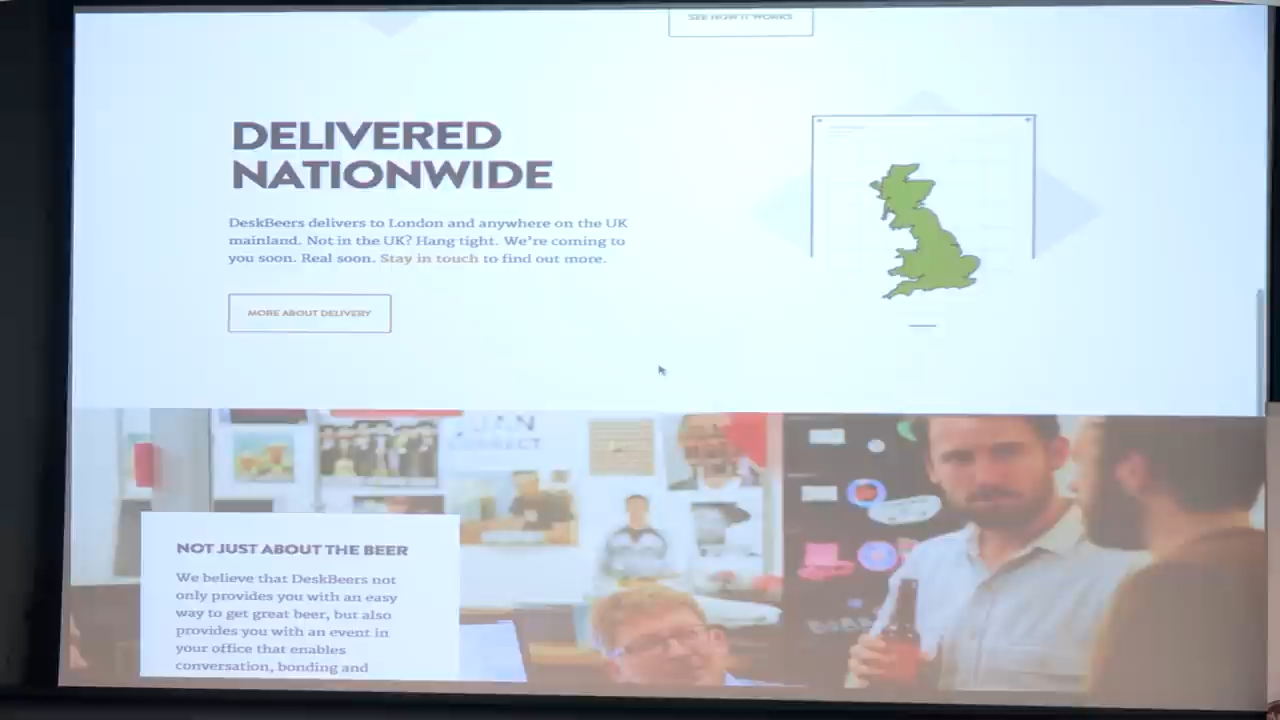 SEE HOW IT WORKS
DELIVERED
NATIONWIDE
DeskBeers delivers to London and anywhere on the UK
mainland. Not in the UK? Hang tight. We're coming to
you soon. Real soon. Stay in touch to find out more.
MORE ABOUT DELIVERY
NOT JUST ABOUT THE BEER
We believe that DeskBeers not
only provides you with an easy
way to get great beer, but also
provides you with an event in
your office that enables
conversation, bonding and